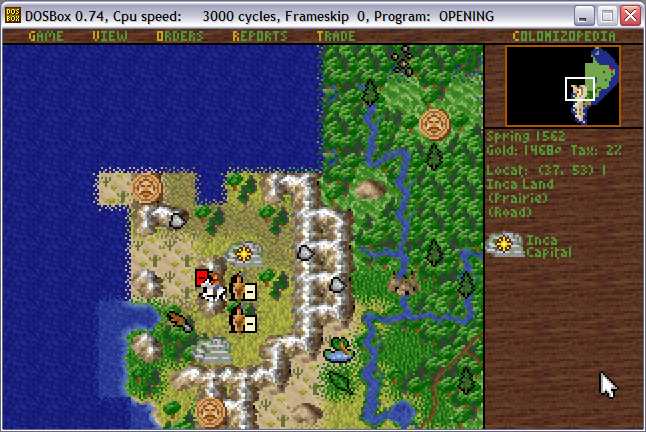 DOSBox 0.74, Cpu speed: 3000 cycles, Frameskip 0, Program: OPENING
GAME VIEW ORDERS REPORTS TRADE COLONIZOPEDIA
Spring 1562
Gold: 1468e Tax: 2%
Locat: (37, 53) 1
Inca Land
(Prairie)
(Road)
Inca
Capital